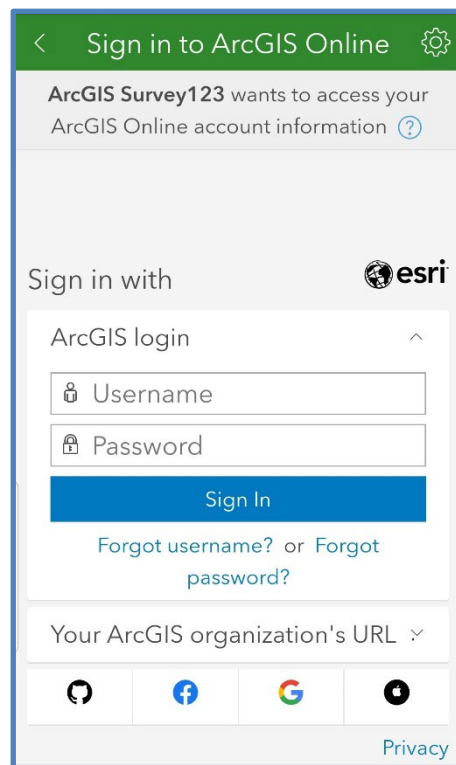 Sign in to ArcGIS Online
ArcGIS Survey123 wants to access your
ArcGIS Online account information ?
Sign in with
esri
ArcGIS login
Username
Password
Sign In
Forgot username? or Forgot
password?
Your ArcGIS organization's URL
Privacy